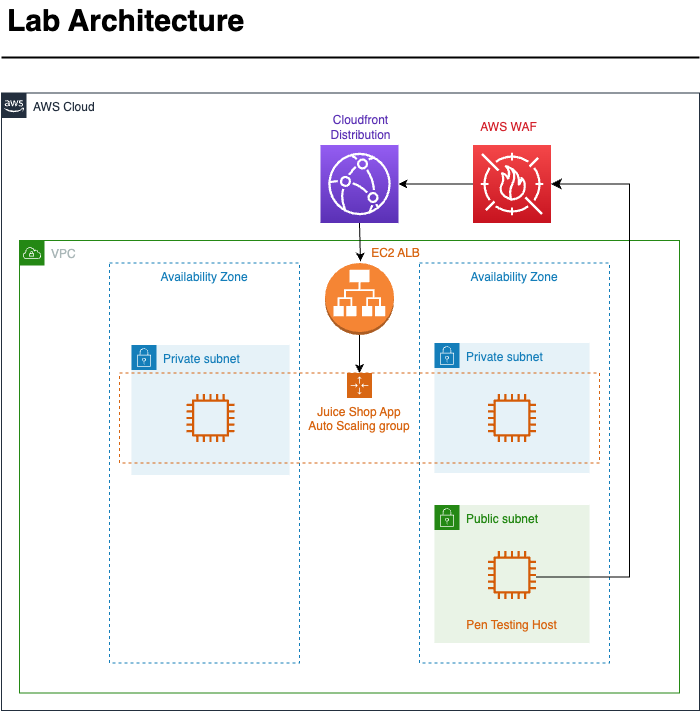 Lab Architecture
aws
AWS Cloud
Cloudfront
Distribution
AWS WAF
VPC
EC2 ALB
Availability Zone
Availability Zone
Private subnet
Private subnet
Juice Shop App
Auto Scaling group
Public subnet
Pen Testing Host